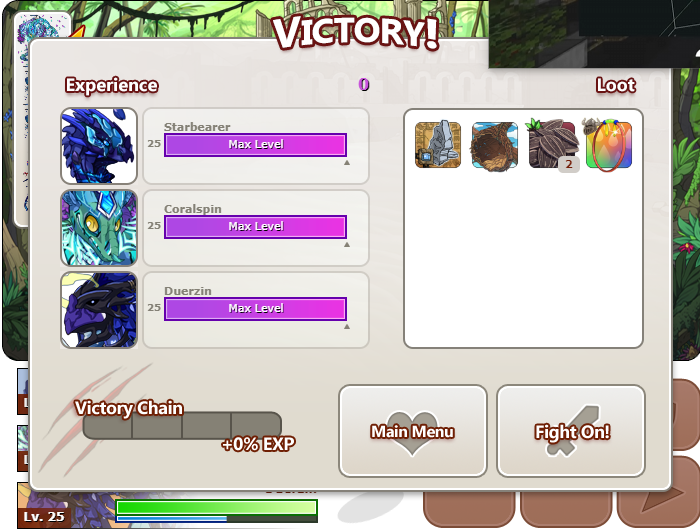 VICTORY!
Experience
0
Loot
Starbearer
25
Max Level
Coralspin
25
Max Level
Duerzin
25
Max Level
2
Victory Chain
+0% EXP
Main Menu
Fight On!
Lv. 25